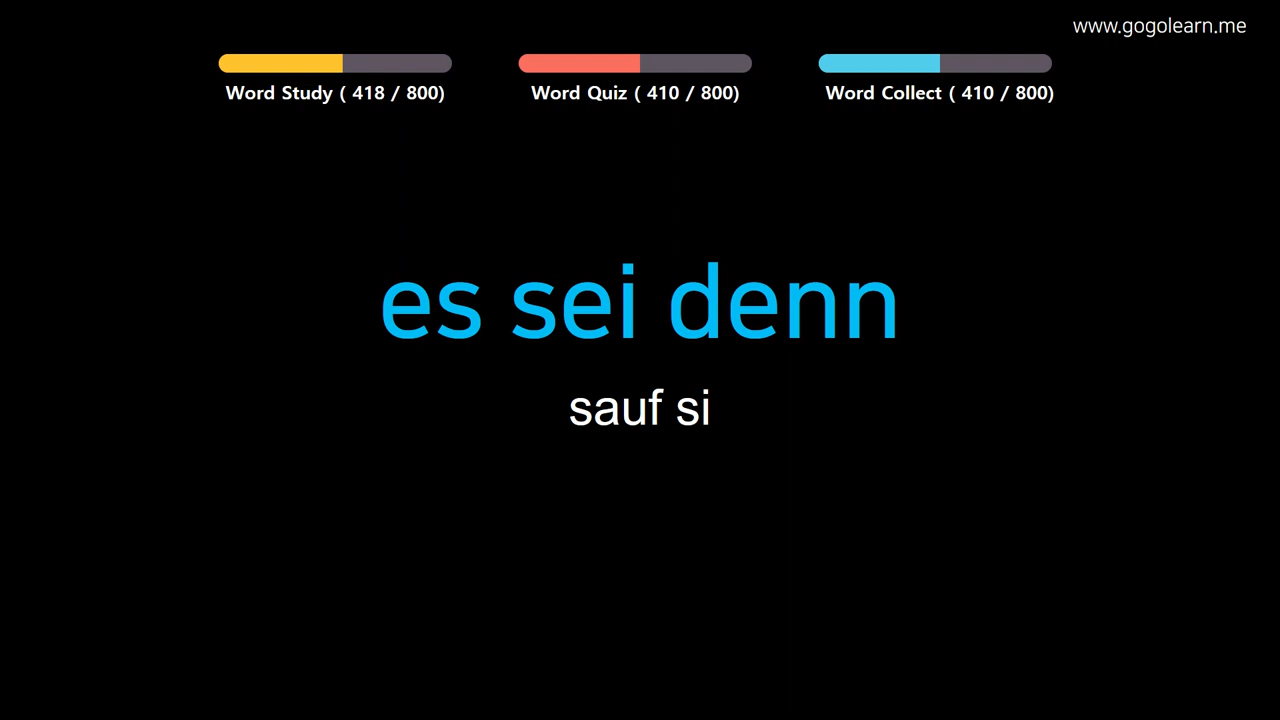 www.gogolearn.me
Word Study ( 418 / 800)
Word Quiz ( 410 / 800)
Word Collect ( 410 / 800)
es sei denn
sauf si